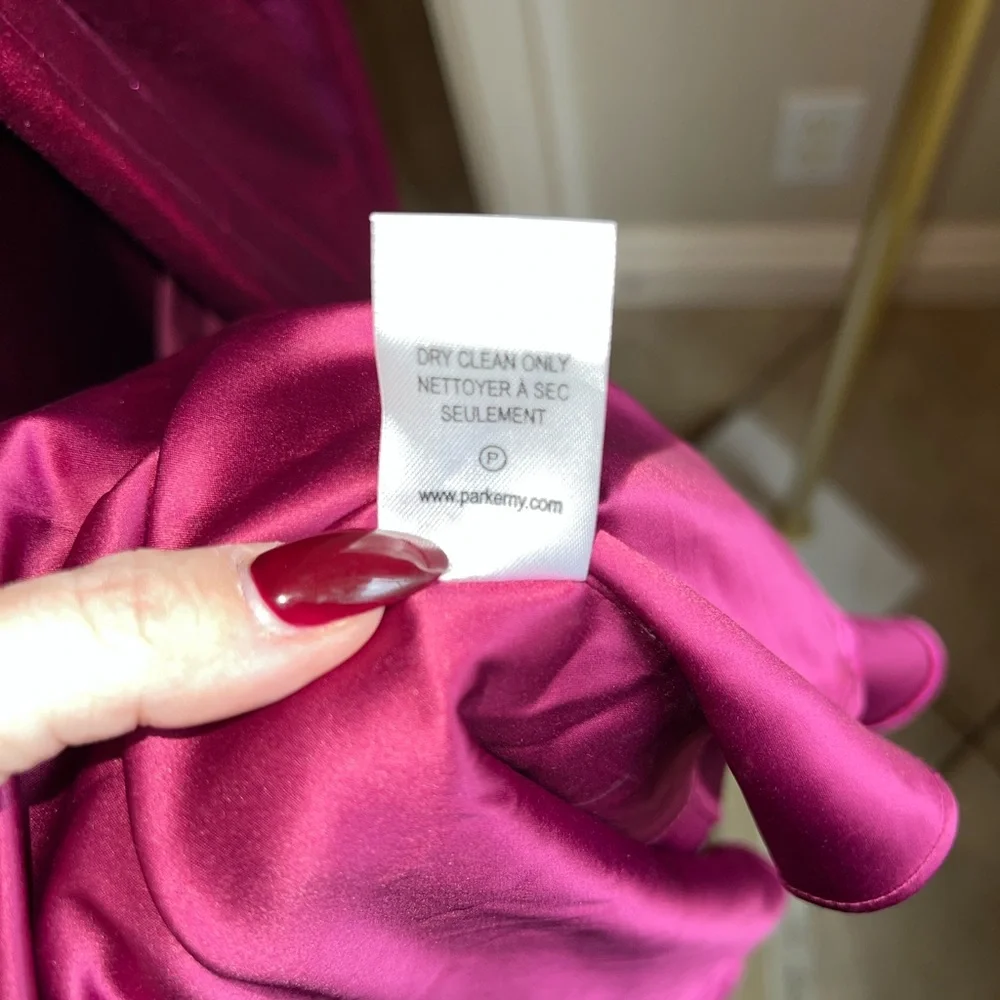 DRY CLEAN ONLY
NETTOYER À SEC
SEULEMENT
P
www.parkerny.com